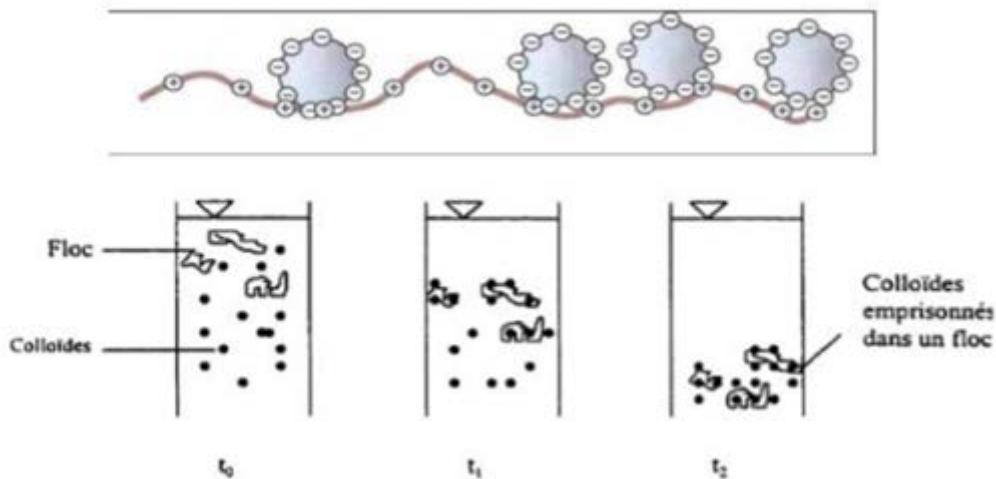 Floc
Colloïdes
Colloïdes
emprisonnés
dans un floc
t₀
t₁
t₂